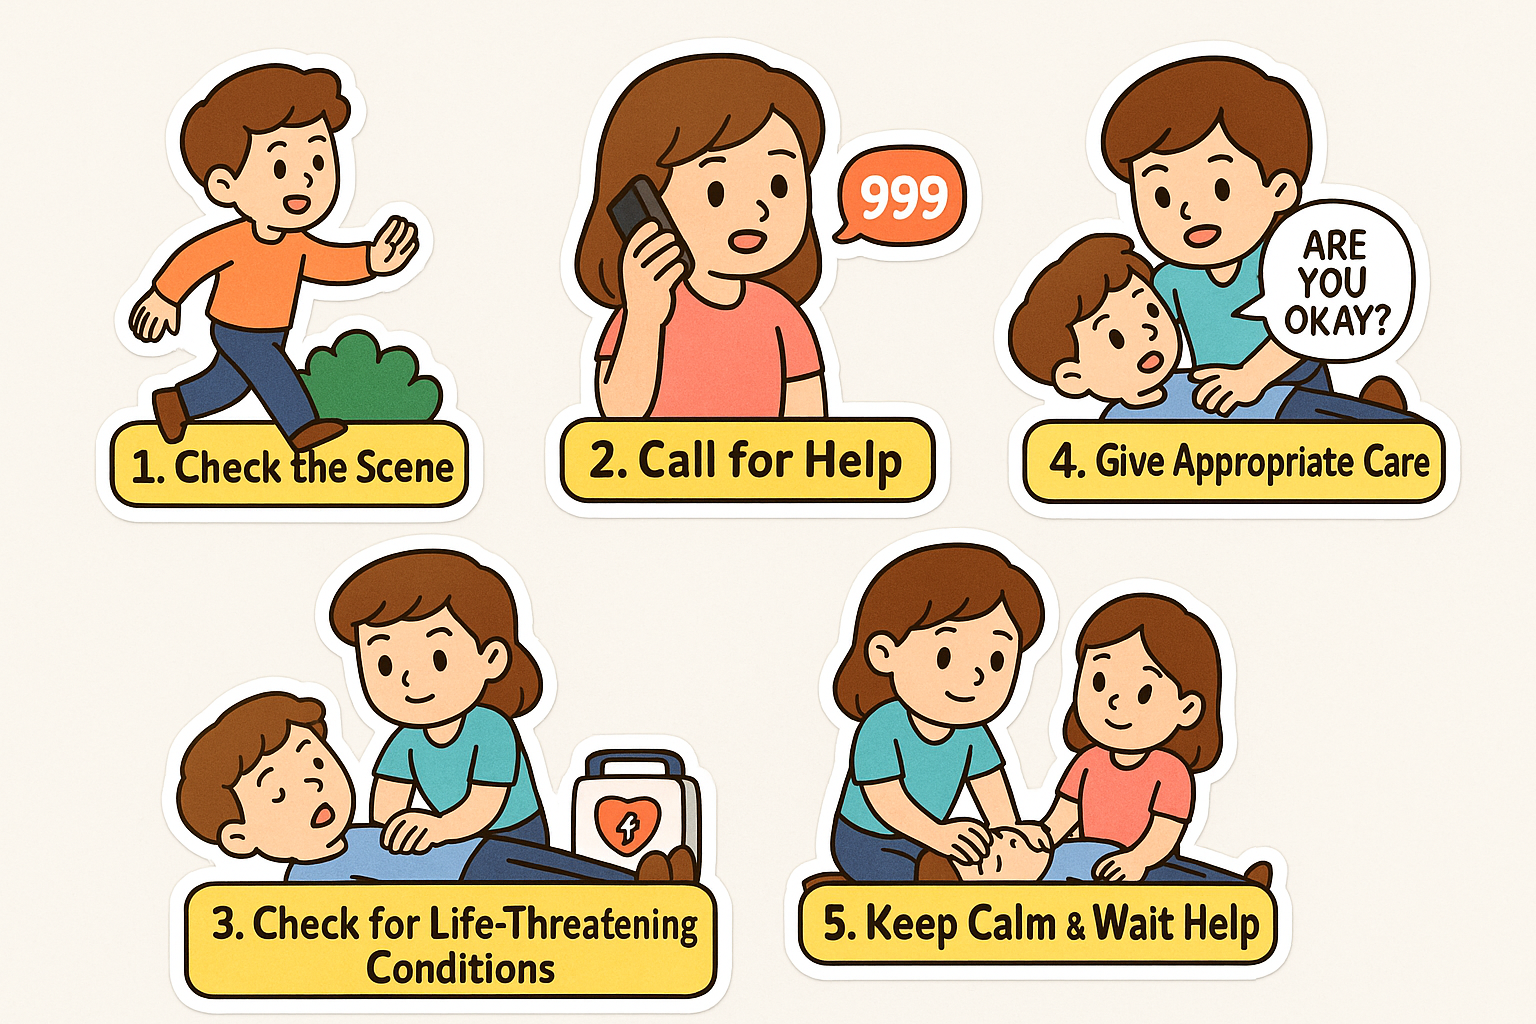 999
ARE
YOU
OKAY?
1. Check the Scene
2. Call for Help
4. Give Appropriate Care
3. Check for Life-Threatening
Conditions
5. Keep Calm & Wait Help